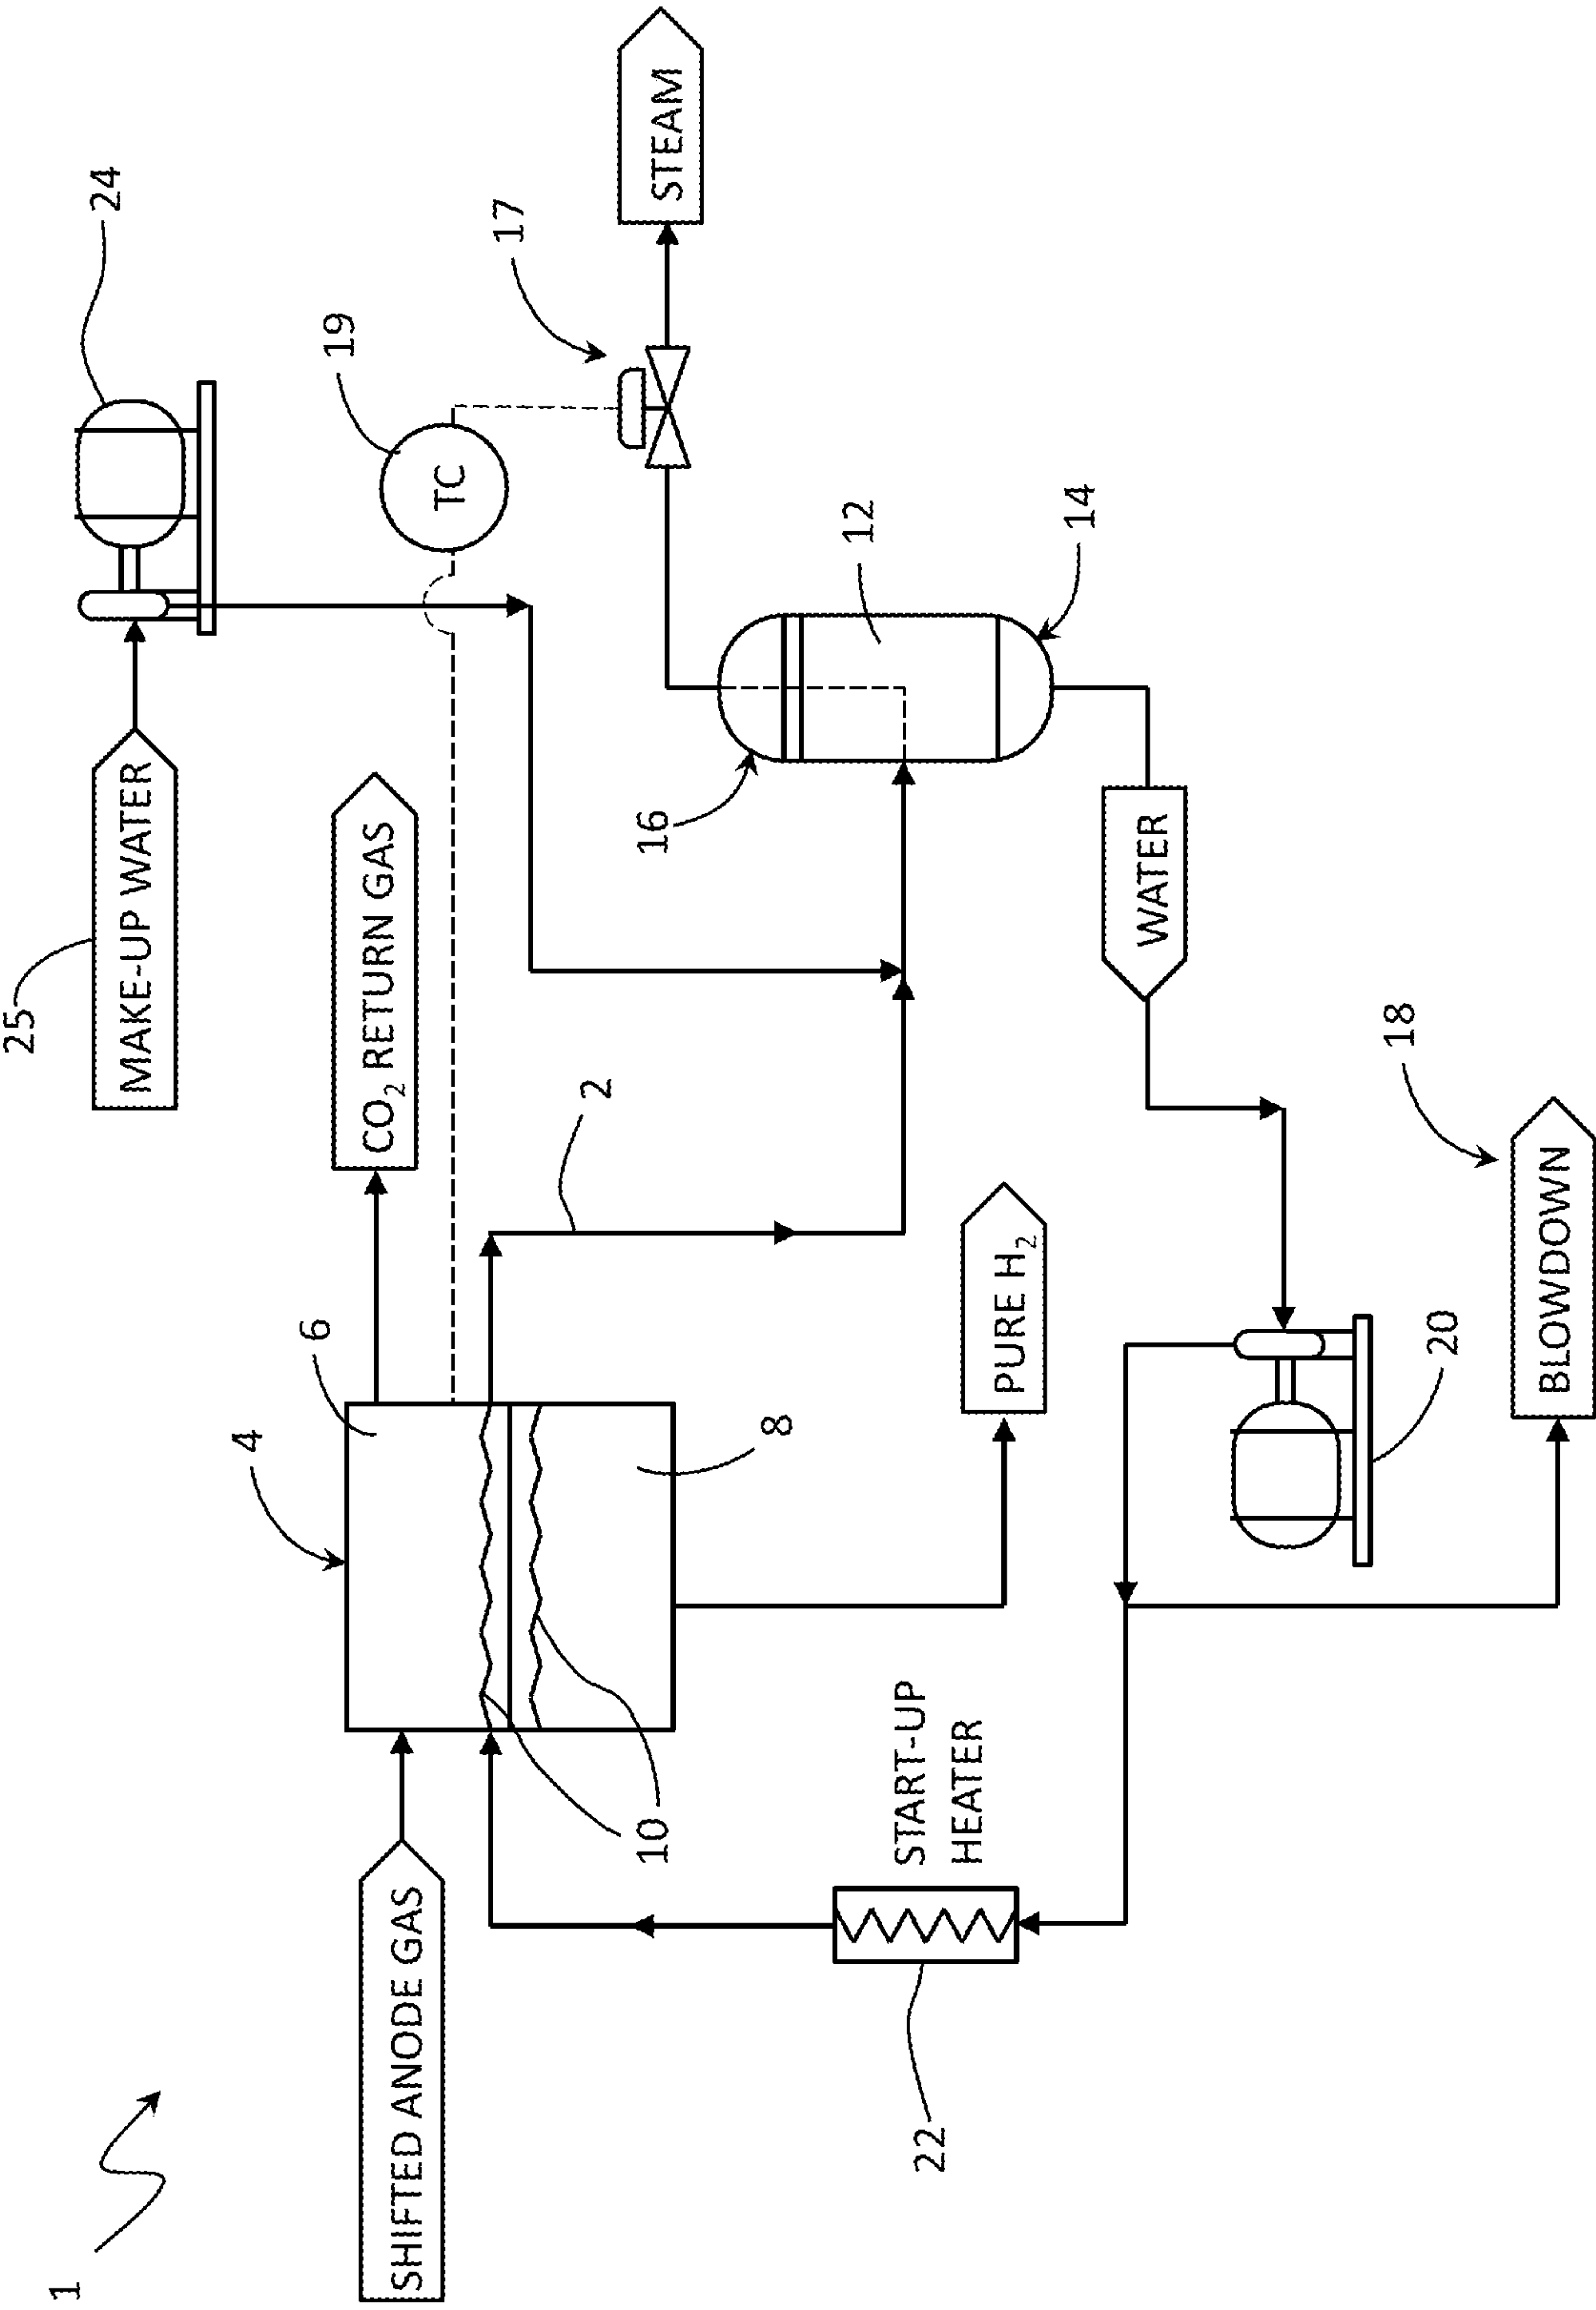 1
25
MAKE-UP WATER
24
SHIFTED ANODE GAS
4
6
CO₂ RETURN GAS
19
TC
17
STEAM
10
8
2
16
12
14
22
START-UP
HEATER
PURE H₂
WATER
20
18
BLOWDOWN